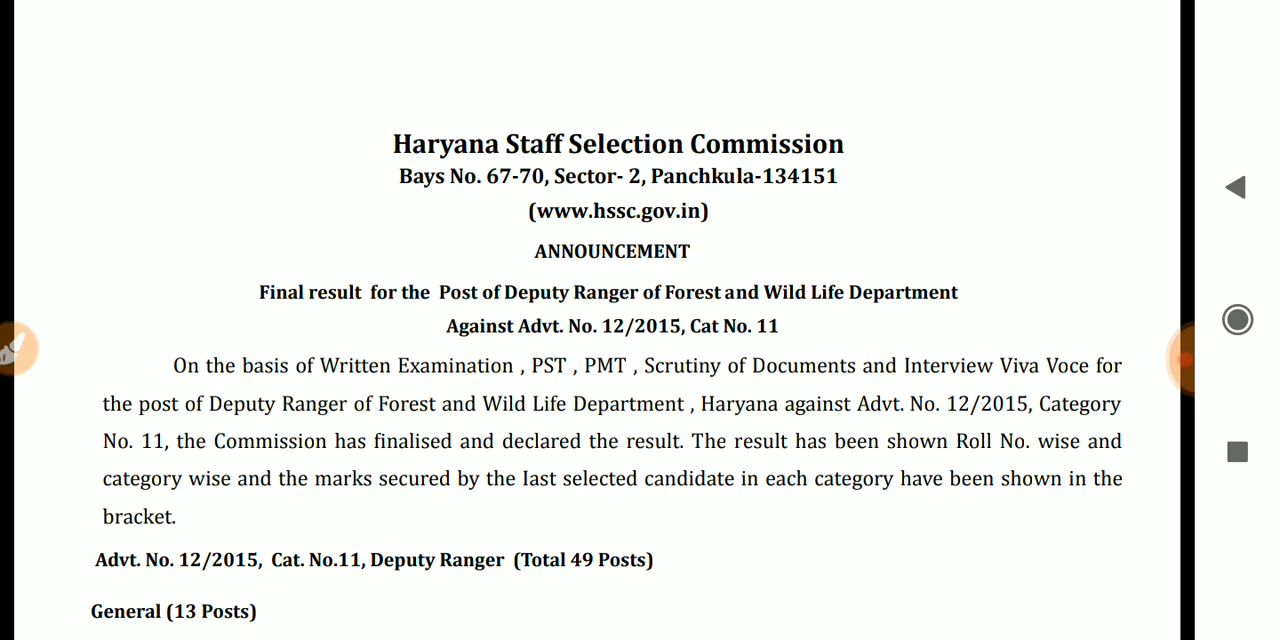 Haryana Staff Selection Commission
Bays No. 67-70, Sector- 2, Panchkula-134151
(www.hssc.gov.in)
ANNOUNCEMENT
Final result for the Post of Deputy Ranger of Forest and Wild Life Department
Against Advt. No. 12/2015, Cat No. 11
On the basis of Written Examination , PST , PMT , Scrutiny of Documents and Interview Viva Voce for
the post of Deputy Ranger of Forest and Wild Life Department , Haryana against Advt. No. 12/2015, Category
No. 11, the Commission has finalised and declared the result. The result has been shown Roll No. wise and
category wise and the marks secured by the last selected candidate in each category have been shown in the
bracket.
Advt. No. 12/2015, Cat. No.11, Deputy Ranger (Total 49 Posts)
General (13 Posts)